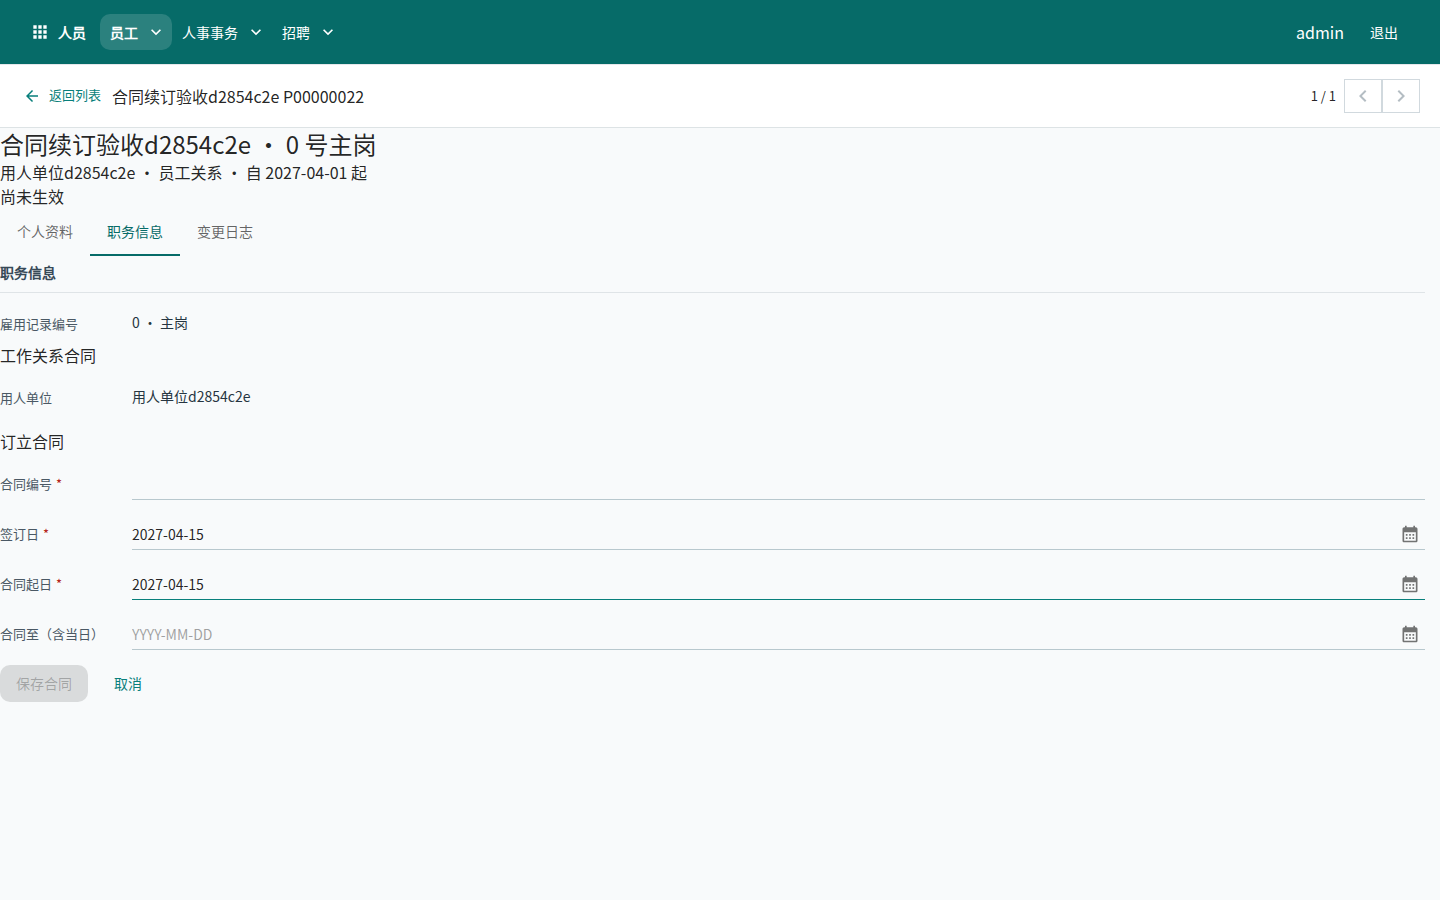 人员 员工 人事事务 招聘 admin 退出
返回列表 合同续订验收d2854c2e P00000022 1 / 1
合同续订验收d2854c2e · 0 号主岗
用人单位d2854c2e · 员工关系 · 自 2027-04-01 起
尚未生效
个人资料 职务信息 变更日志
职务信息
雇用记录编号 0 · 主岗
工作关系合同
用人单位 用人单位d2854c2e
订立合同
合同编号 *
签订日 * 2027-04-15
合同起日 * 2027-04-15
合同至（含当日） YYYY-MM-DD
保存合同 取消